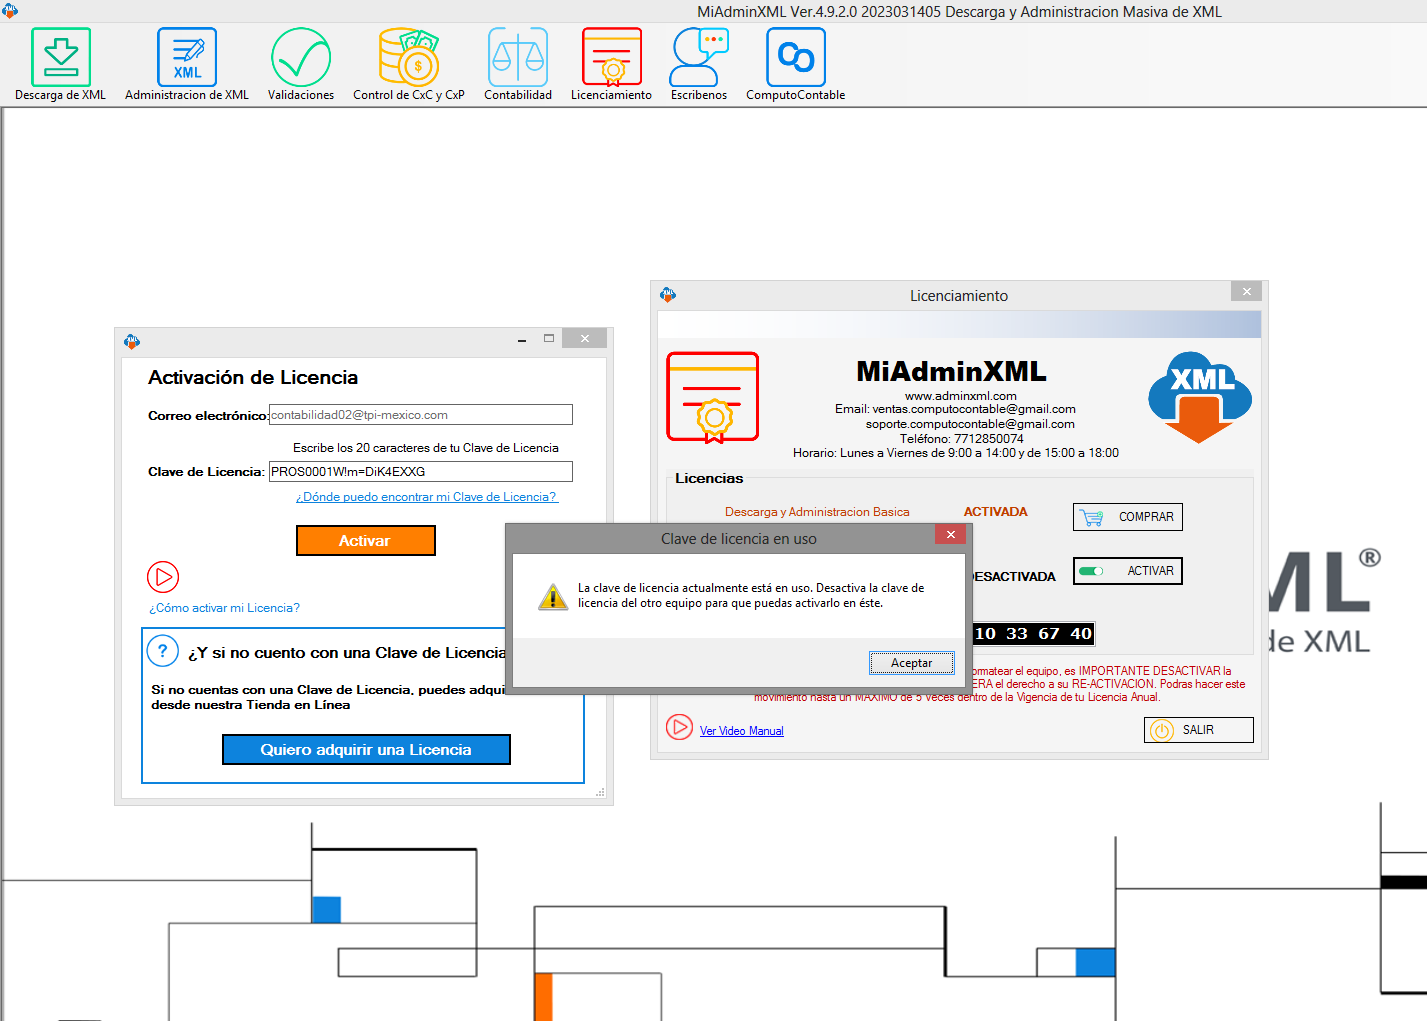 MiAdminXML Ver.4.9.2.0 2023031405 Descarga y Administracion Masiva de XML
XML
Descarga de XML
Administracion de XML
Validaciones
Control de CxC y CxP
Contabilidad
Licenciamiento
Escribenos
ComputoContable
Activación de Licencia
Correo electrónico:
contabilidad02@tpi-mexico.com
Escribe los 20 caracteres de tu Clave de Licencia
Clave de Licencia:
PROS0001W!m=DiK4EXXG
¿Dónde puedo encontrar mi Clave de Licencia?
Activar
¿Cómo activar mi Licencia?
? ¿Y si no cuento con una Clave de Licencia
Si no cuentas con una Clave de Licencia, puedes adqui
desde nuestra Tienda en Línea
Quiero adquirir una Licencia
Clave de licencia en uso
La clave de licencia actualmente está en uso. Desactiva la clave de
licencia del otro equipo para que puedas activarlo en éste.
Aceptar
Licenciamiento
MiAdminXML
XML
www.adminxml.com
Email: ventas.computocontable@gmail.com
soporte.computocontable@gmail.com
Teléfono: 7712850074
Horario: Lunes a Viernes de 9:00 a 14:00 y de 15:00 a 18:00
Licencias
Descarga y Administracion Basica
ACTIVADA
COMPRAR
DESACTIVADA
ACTIVAR
10 33 67 40
ormatear el equipo, es IMPORTANTE DESACTIVAR la
ERA el derecho a su RE-ACTIVACION. Podras hacer este
movimiento hasta un MAXIMO de 5 veces dentro de la Vigencia de tu Licencia Anual.
Ver Video Manual
SALIR
ML®
de XML